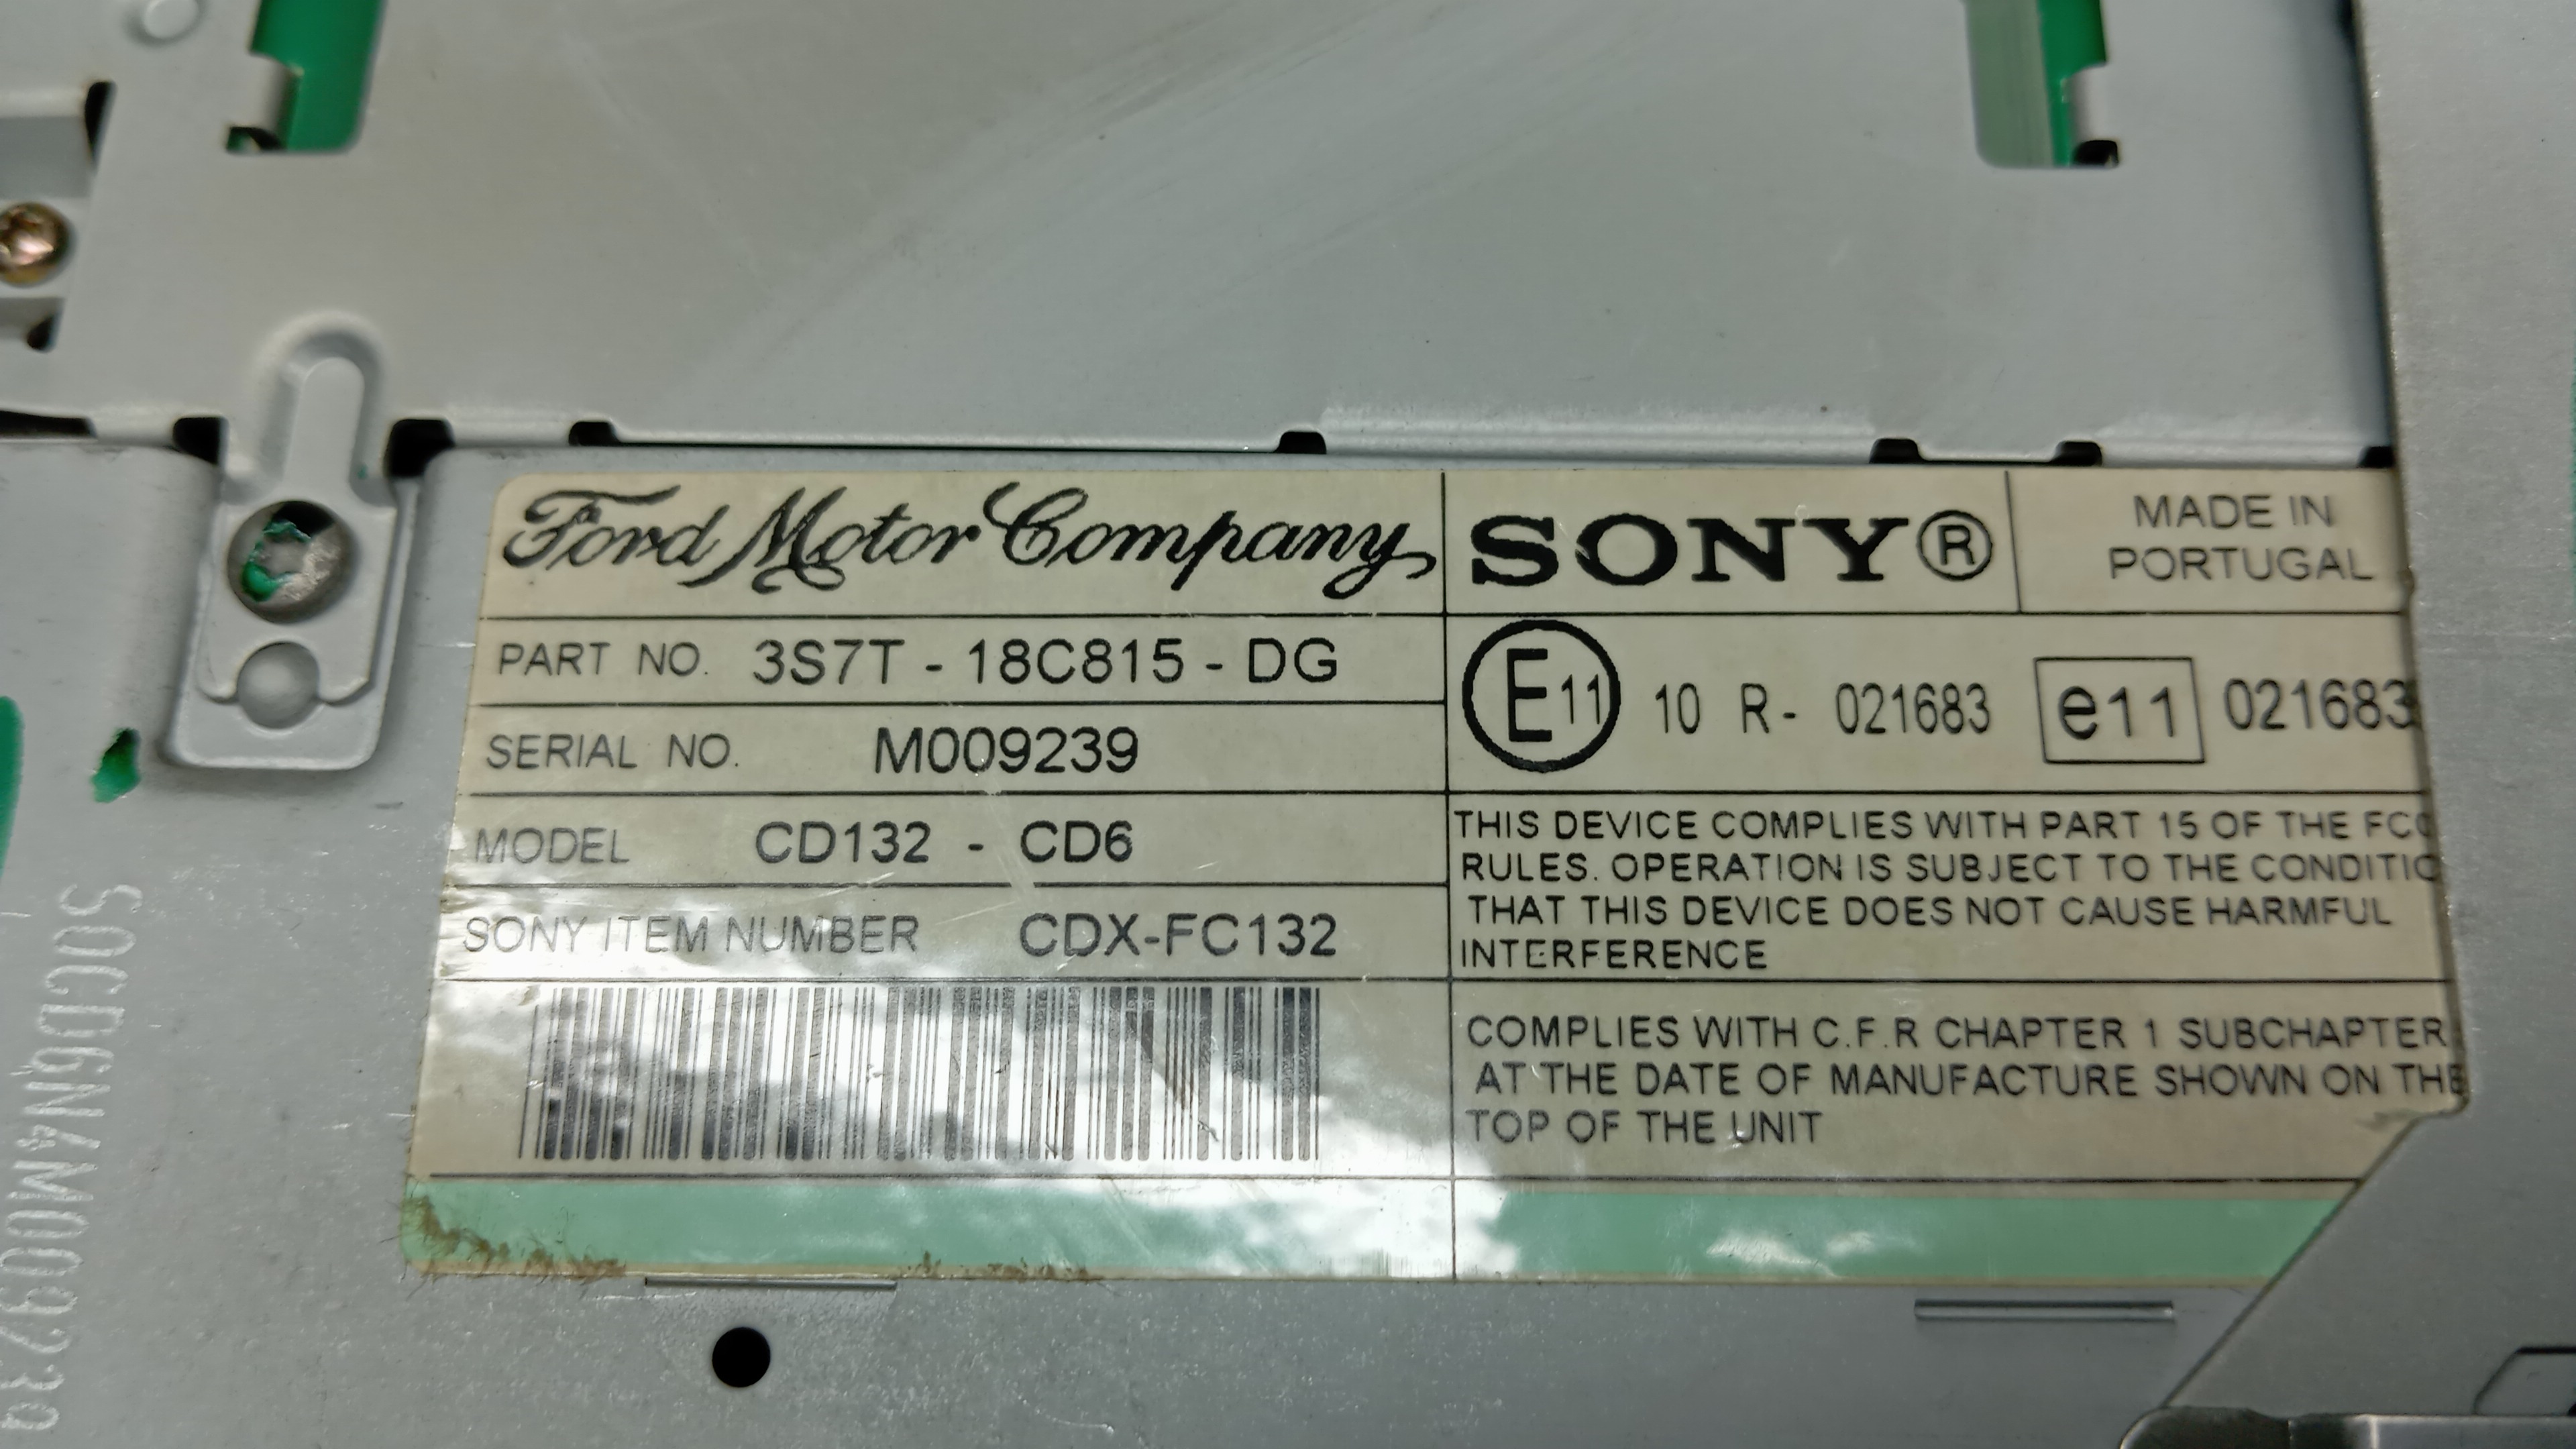 Ford Motor Company
SONY®
MADE IN
PORTUGAL
PART NO. 3S7T - 18C815 - DG
SERIAL NO. M009239
MODEL CD132 - CD6
SONY ITEM NUMBER CDX-FC132
E11 10 R- 021683 e11 021683
THIS DEVICE COMPLIES WITH PART 15 OF THE FCC
RULES. OPERATION IS SUBJECT TO THE CONDITIO
THAT THIS DEVICE DOES NOT CAUSE HARMFUL
INTERFERENCE
COMPLIES WITH C.F.R CHAPTER 1 SUBCHAPTER
AT THE DATE OF MANUFACTURE SHOWN ON THE
TOP OF THE UNIT
SOCD6N4M009239